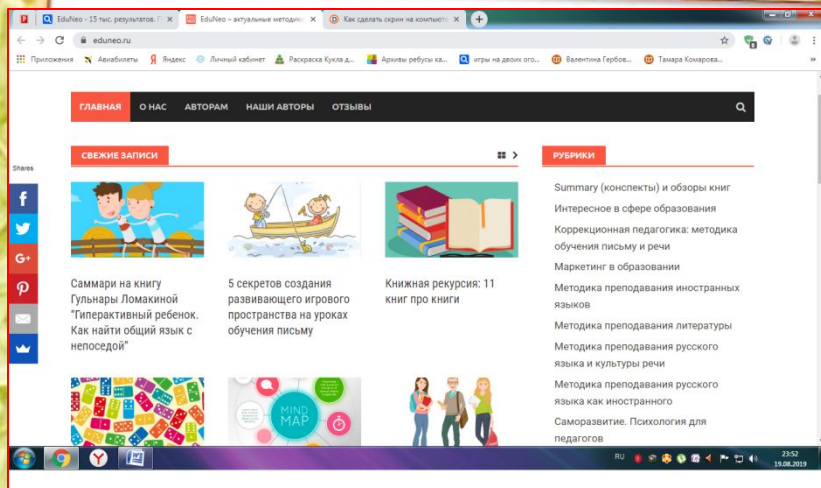 EduNeo - 15 тыс. результатов. П
EduNeo – актуальные методик
Как сделать скрин на компьюте
eduneo.ru
Приложения Авиабилеты Яндекс Личный кабинет Раскраска Кукла д... Архивы ребусы ка... игры на двоих ого... Валентина Гербов... Тамара Комарова...
ГЛАВНАЯ О НАС АВТОРАМ НАШИ АВТОРЫ ОТЗЫВЫ
СВЕЖИЕ ЗАПИСИ
РУБРИКИ
Shares
Саммари на книгу
Гульнары Ломакиной
"Гиперактивный ребенок.
Как найти общий язык с
непоседой"
5 секретов создания
развивающего игрового
пространства на уроках
обучения письму
Книжная рекурсия: 11
книг про книги
MIND
MAP
Summary (конспекты) и обзоры книг
Интересное в сфере образования
Коррекционная педагогика: методика
обучения письму и речи
Маркетинг в образовании
Методика преподавания иностранных
языков
Методика преподавания литературы
Методика преподавания русского
языка и культуры речи
Методика преподавания русского
языка как иностранного
Саморазвитие. Психология для
педагогов
RU
23:52
19.08.2019